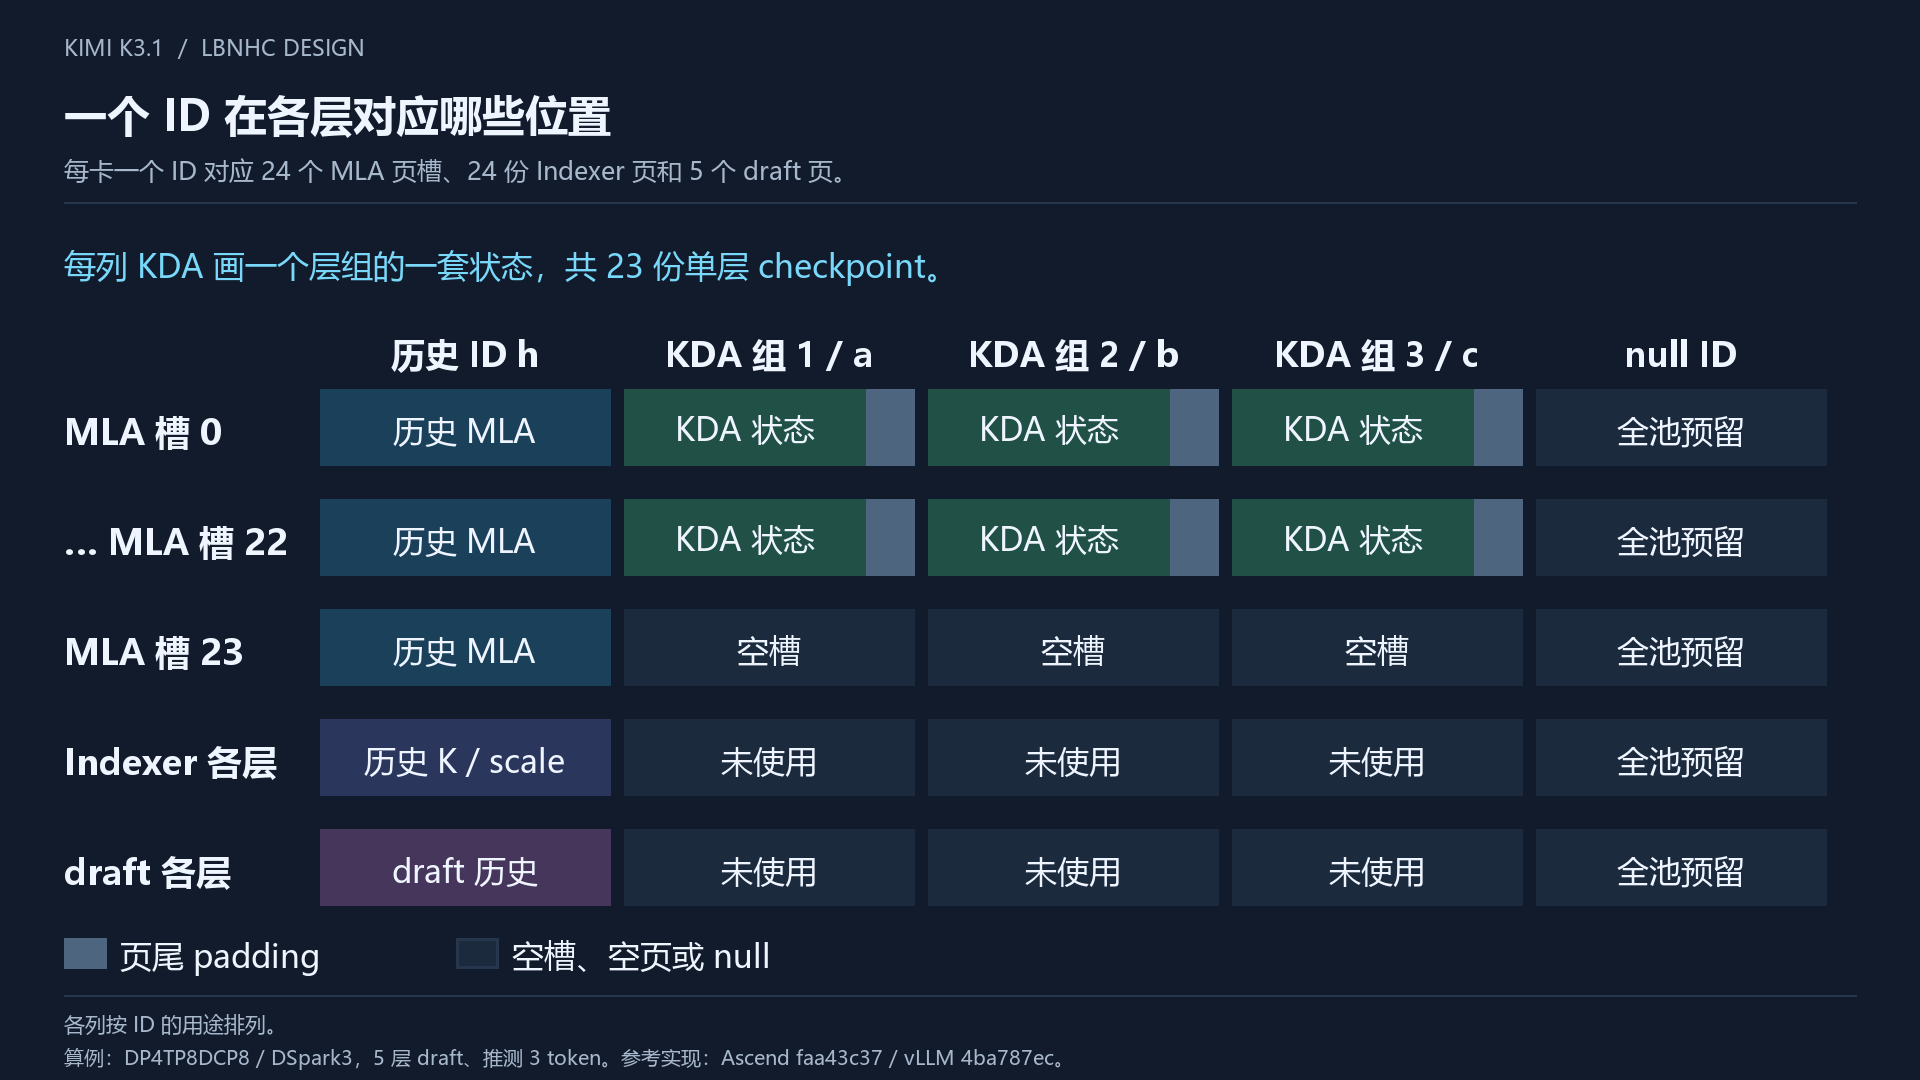 KIMI K3.1 / LBNHC DESIGN
一个 ID 在各层对应哪些位置
每卡一个 ID 对应 24 个 MLA 页槽、24 份 Indexer 页和 5 个 draft 页。
每列 KDA 画一个层组的一套状态，共 23 份单层 checkpoint。
历史 ID h KDA 组 1 / a KDA 组 2 / b KDA 组 3 / c null ID
MLA 槽 0 历史 MLA KDA 状态 KDA 状态 KDA 状态 全池预留
... MLA 槽 22 历史 MLA KDA 状态 KDA 状态 KDA 状态 全池预留
MLA 槽 23 历史 MLA 空槽 空槽 空槽 全池预留
Indexer 各层 历史 K / scale 未使用 未使用 未使用 全池预留
draft 各层 draft 历史 未使用 未使用 未使用 全池预留
页尾 padding 空槽、空页或 null
各列按 ID 的用途排列。
算例：DP4TP8DCP8 / DSpark3，5 层 draft、推测 3 token。参考实现：Ascend faa43c37 / vLLM 4ba787ec。